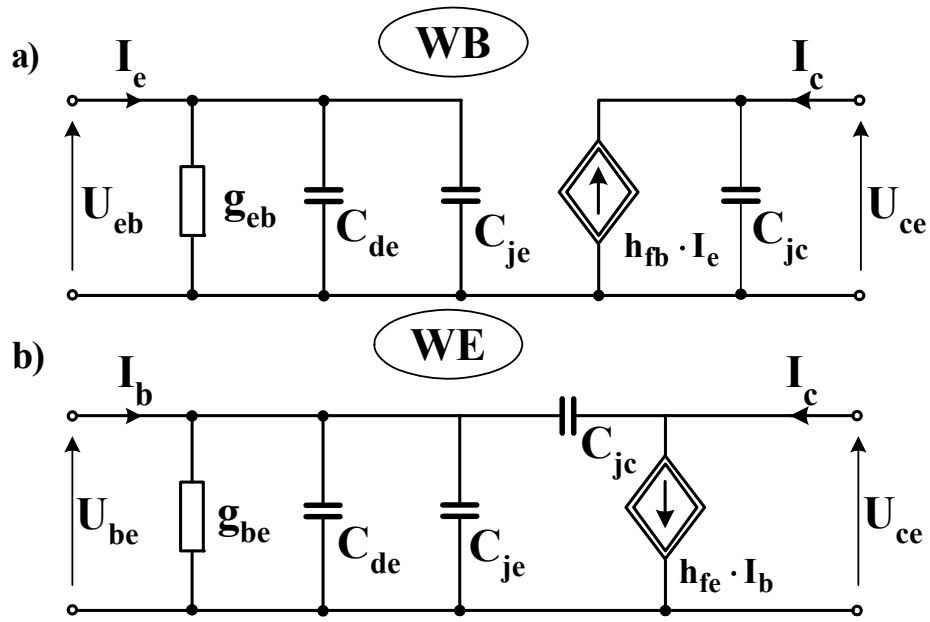 a)
WB
I_e
I_c
U_eb
g_eb
C_de
C_je
h_fb · I_e
C_jc
U_ce
b)
WE
I_b
I_c
U_be
g_be
C_de
C_je
C_jc
h_fe · I_b
U_ce